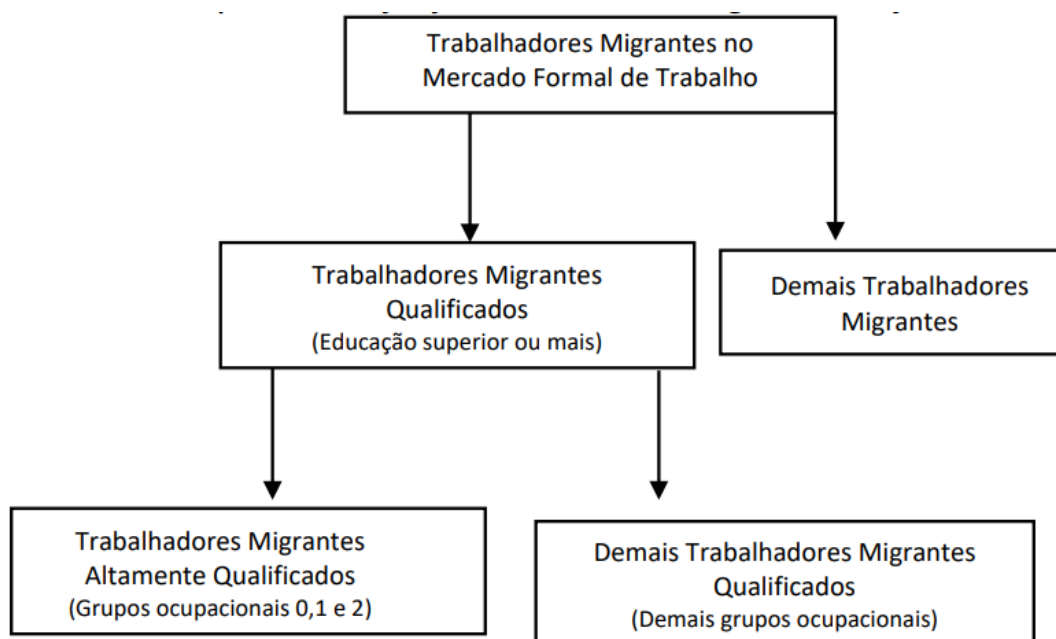 Trabalhadores Migrantes no
Mercado Formal de Trabalho
Trabalhadores Migrantes
Qualificados
(Educação superior ou mais)
Demais Trabalhadores
Migrantes
Trabalhadores Migrantes
Altamente Qualificados
(Grupos ocupacionais 0,1 e 2)
Demais Trabalhadores Migrantes
Qualificados
(Demais grupos ocupacionais)